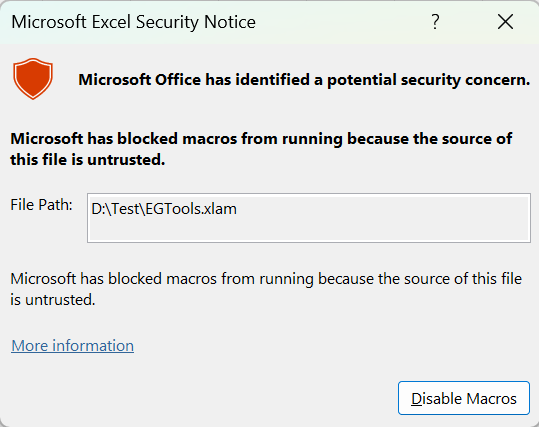 Microsoft Excel Security Notice ?
Microsoft Office has identified a potential security concern.
Microsoft has blocked macros from running because the source of
this file is untrusted.
File Path: D:\Test\EGTools.xlam
Microsoft has blocked macros from running because the source of this file
is untrusted.
More information
Disable Macros